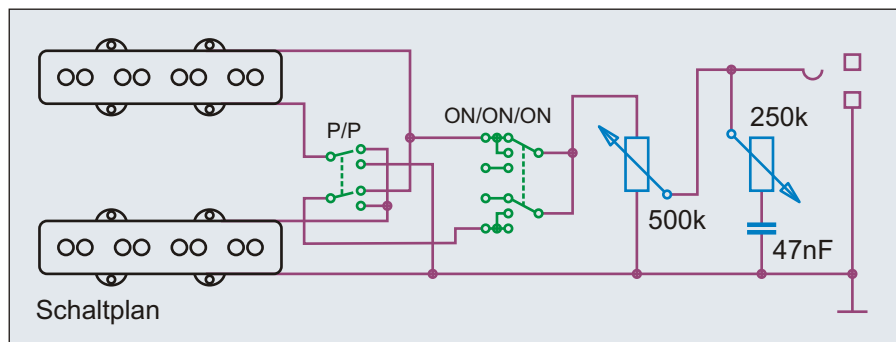 P/P
ON/ON/ON
250k
500k
47nF
Schaltplan